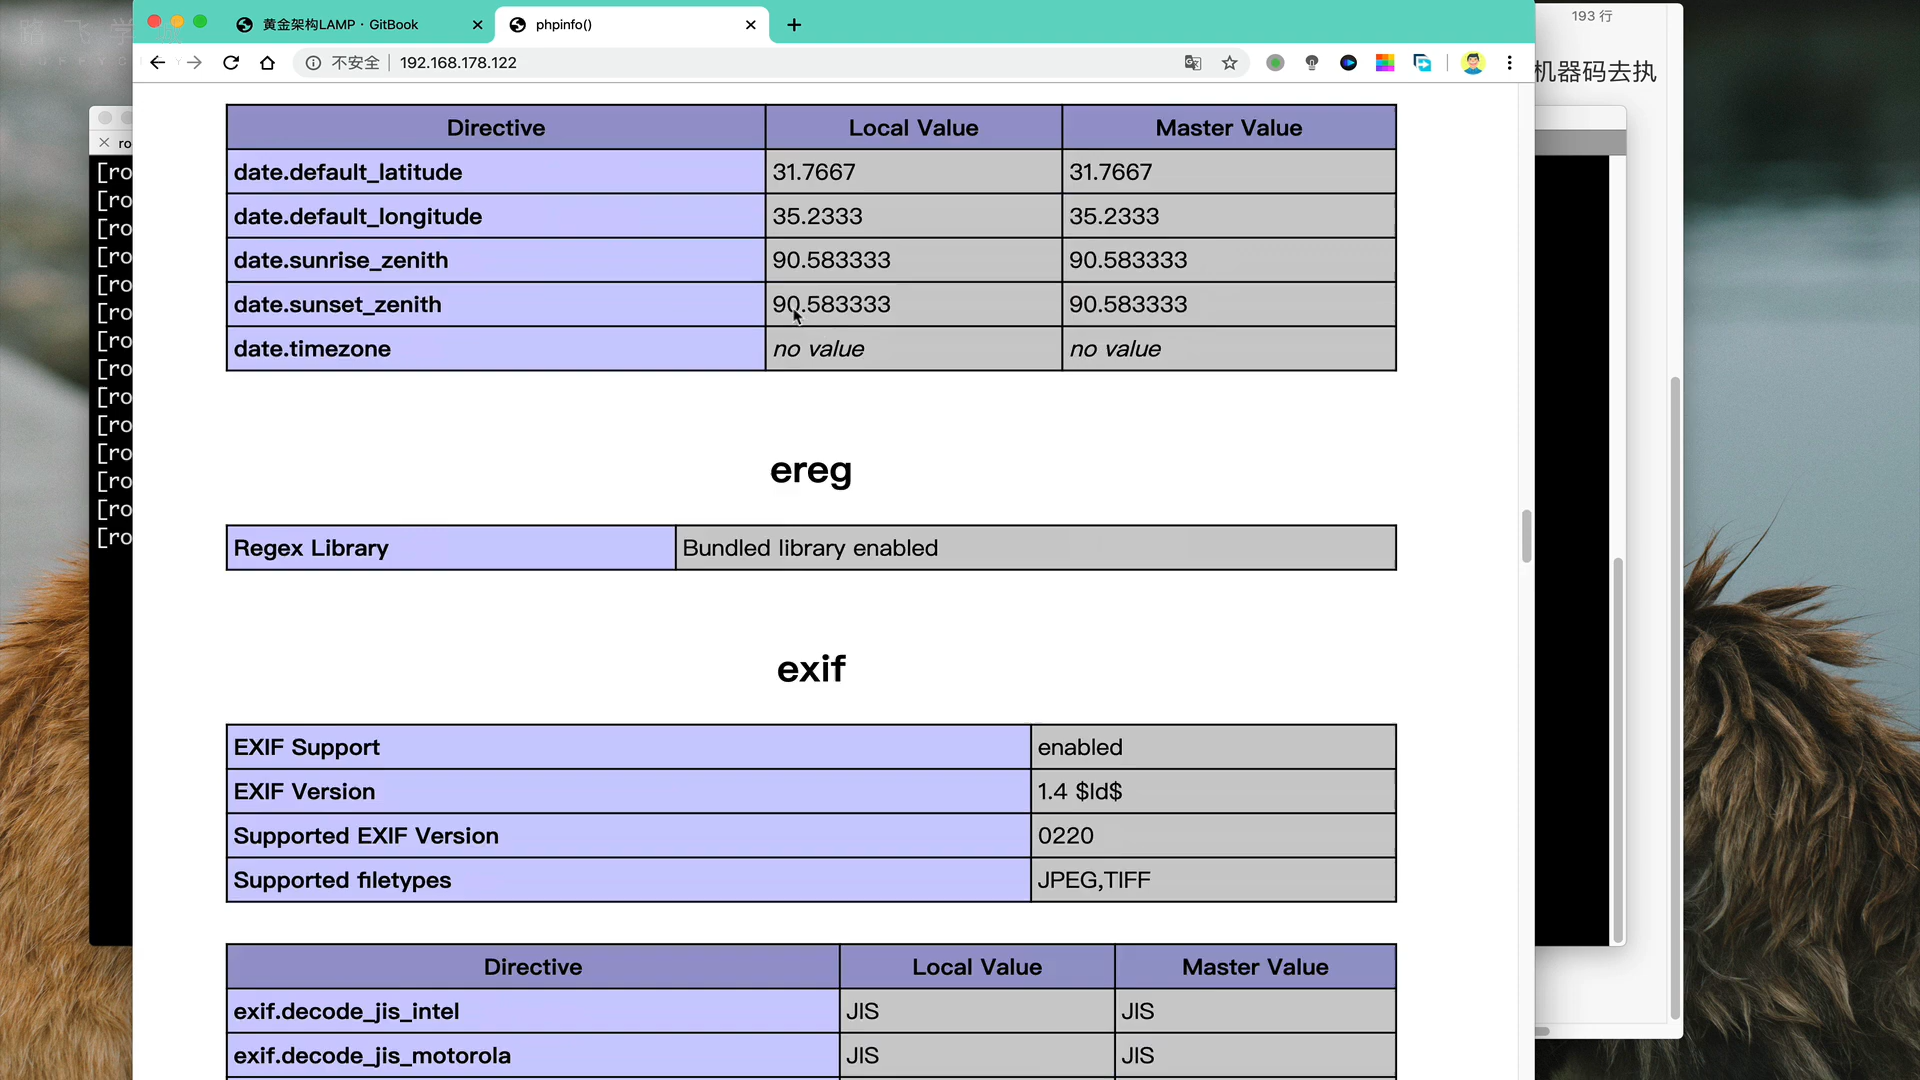 黄金架构LAMP · GitBook
phpinfo()
193 行
不安全 192.168.178.122
机器码去执
ro
[ro
[ro
[ro
[ro
[ro
[ro
[ro
[ro
[ro
[ro
[ro
[ro
[ro
[ro
Directive Local Value Master Value
date.default_latitude 31.7667 31.7667
date.default_longitude 35.2333 35.2333
date.sunrise_zenith 90.583333 90.583333
date.sunset_zenith 90.583333 90.583333
date.timezone no value no value
ereg
Regex Library Bundled library enabled
exif
EXIF Support enabled
EXIF Version 1.4 $Id$
Supported EXIF Version 0220
Supported filetypes JPEG,TIFF
Directive Local Value Master Value
exif.decode_jis_intel JIS JIS
exif.decode_jis_motorola JIS JIS